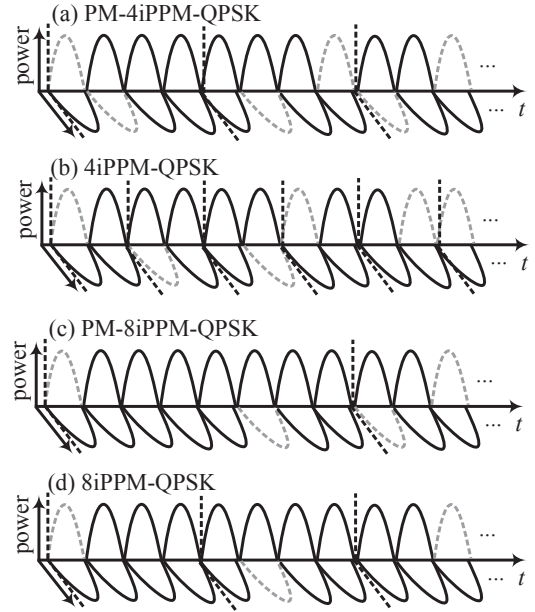 (a) PM-4iPPM-QPSK
power
...
... t
(b) 4iPPM-QPSK
power
...
... t
(c) PM-8iPPM-QPSK
power
...
... t
(d) 8iPPM-QPSK
power
...
... t